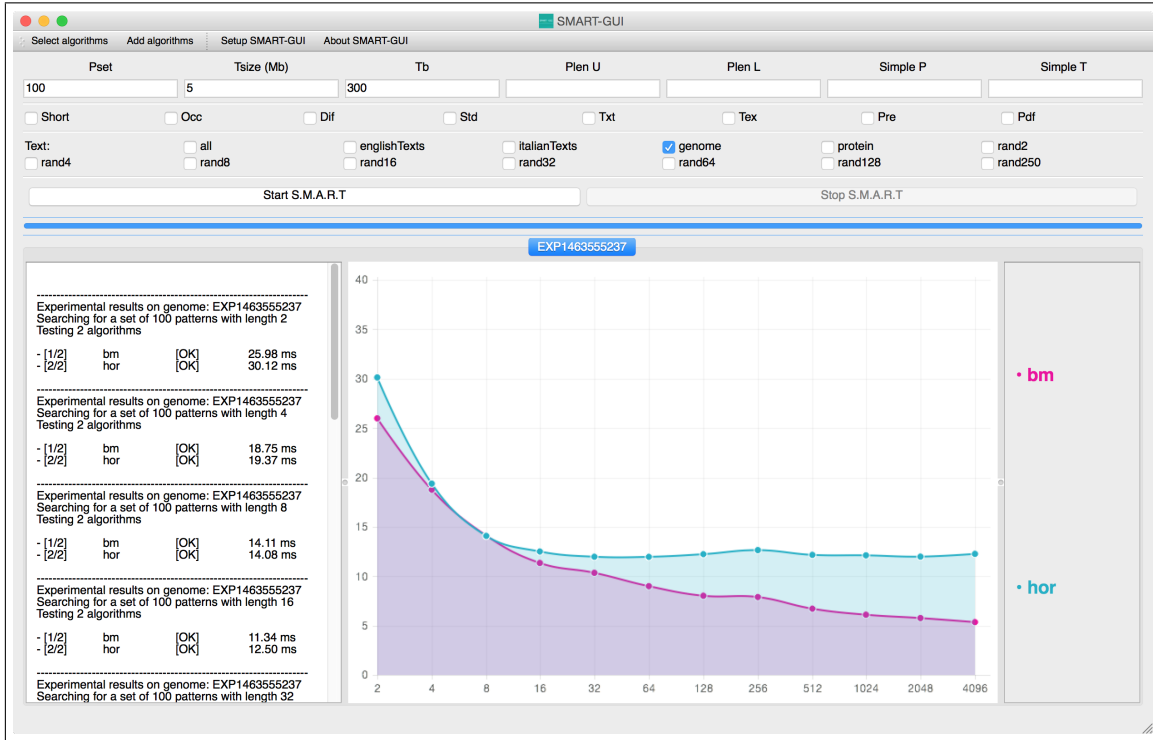 SMART-GUI
Select algorithms Add algorithms Setup SMART-GUI About SMART-GUI
Pset Tsize (Mb) Tb Plen U Plen L Simple P Simple T
100 5 300
Short Occ Dif Std Txt Tex Pre Pdf
Text: all englishTexts italianTexts genome protein rand2
rand4 rand8 rand16 rand32 rand64 rand128 rand250
Start S.M.A.R.T Stop S.M.A.R.T
EXP1463555237
--------------------------------------------------------------------
Experimental results on genome: EXP1463555237
Searching for a set of 100 patterns with length 2
Testing 2 algorithms
- [1/2] bm [OK] 25.98 ms
- [2/2] hor [OK] 30.12 ms
--------------------------------------------------------------------
Experimental results on genome: EXP1463555237
Searching for a set of 100 patterns with length 4
Testing 2 algorithms
- [1/2] bm [OK] 18.75 ms
- [2/2] hor [OK] 19.37 ms
--------------------------------------------------------------------
Experimental results on genome: EXP1463555237
Searching for a set of 100 patterns with length 8
Testing 2 algorithms
- [1/2] bm [OK] 14.11 ms
- [2/2] hor [OK] 14.08 ms
--------------------------------------------------------------------
Experimental results on genome: EXP1463555237
Searching for a set of 100 patterns with length 16
Testing 2 algorithms
- [1/2] bm [OK] 11.34 ms
- [2/2] hor [OK] 12.50 ms
--------------------------------------------------------------------
Experimental results on genome: EXP1463555237
Searching for a set of 100 patterns with length 32
40
35
30
25
20
15
10
5
0
2 4 8 16 32 64 128 256 512 1024 2048 4096
• bm
• hor